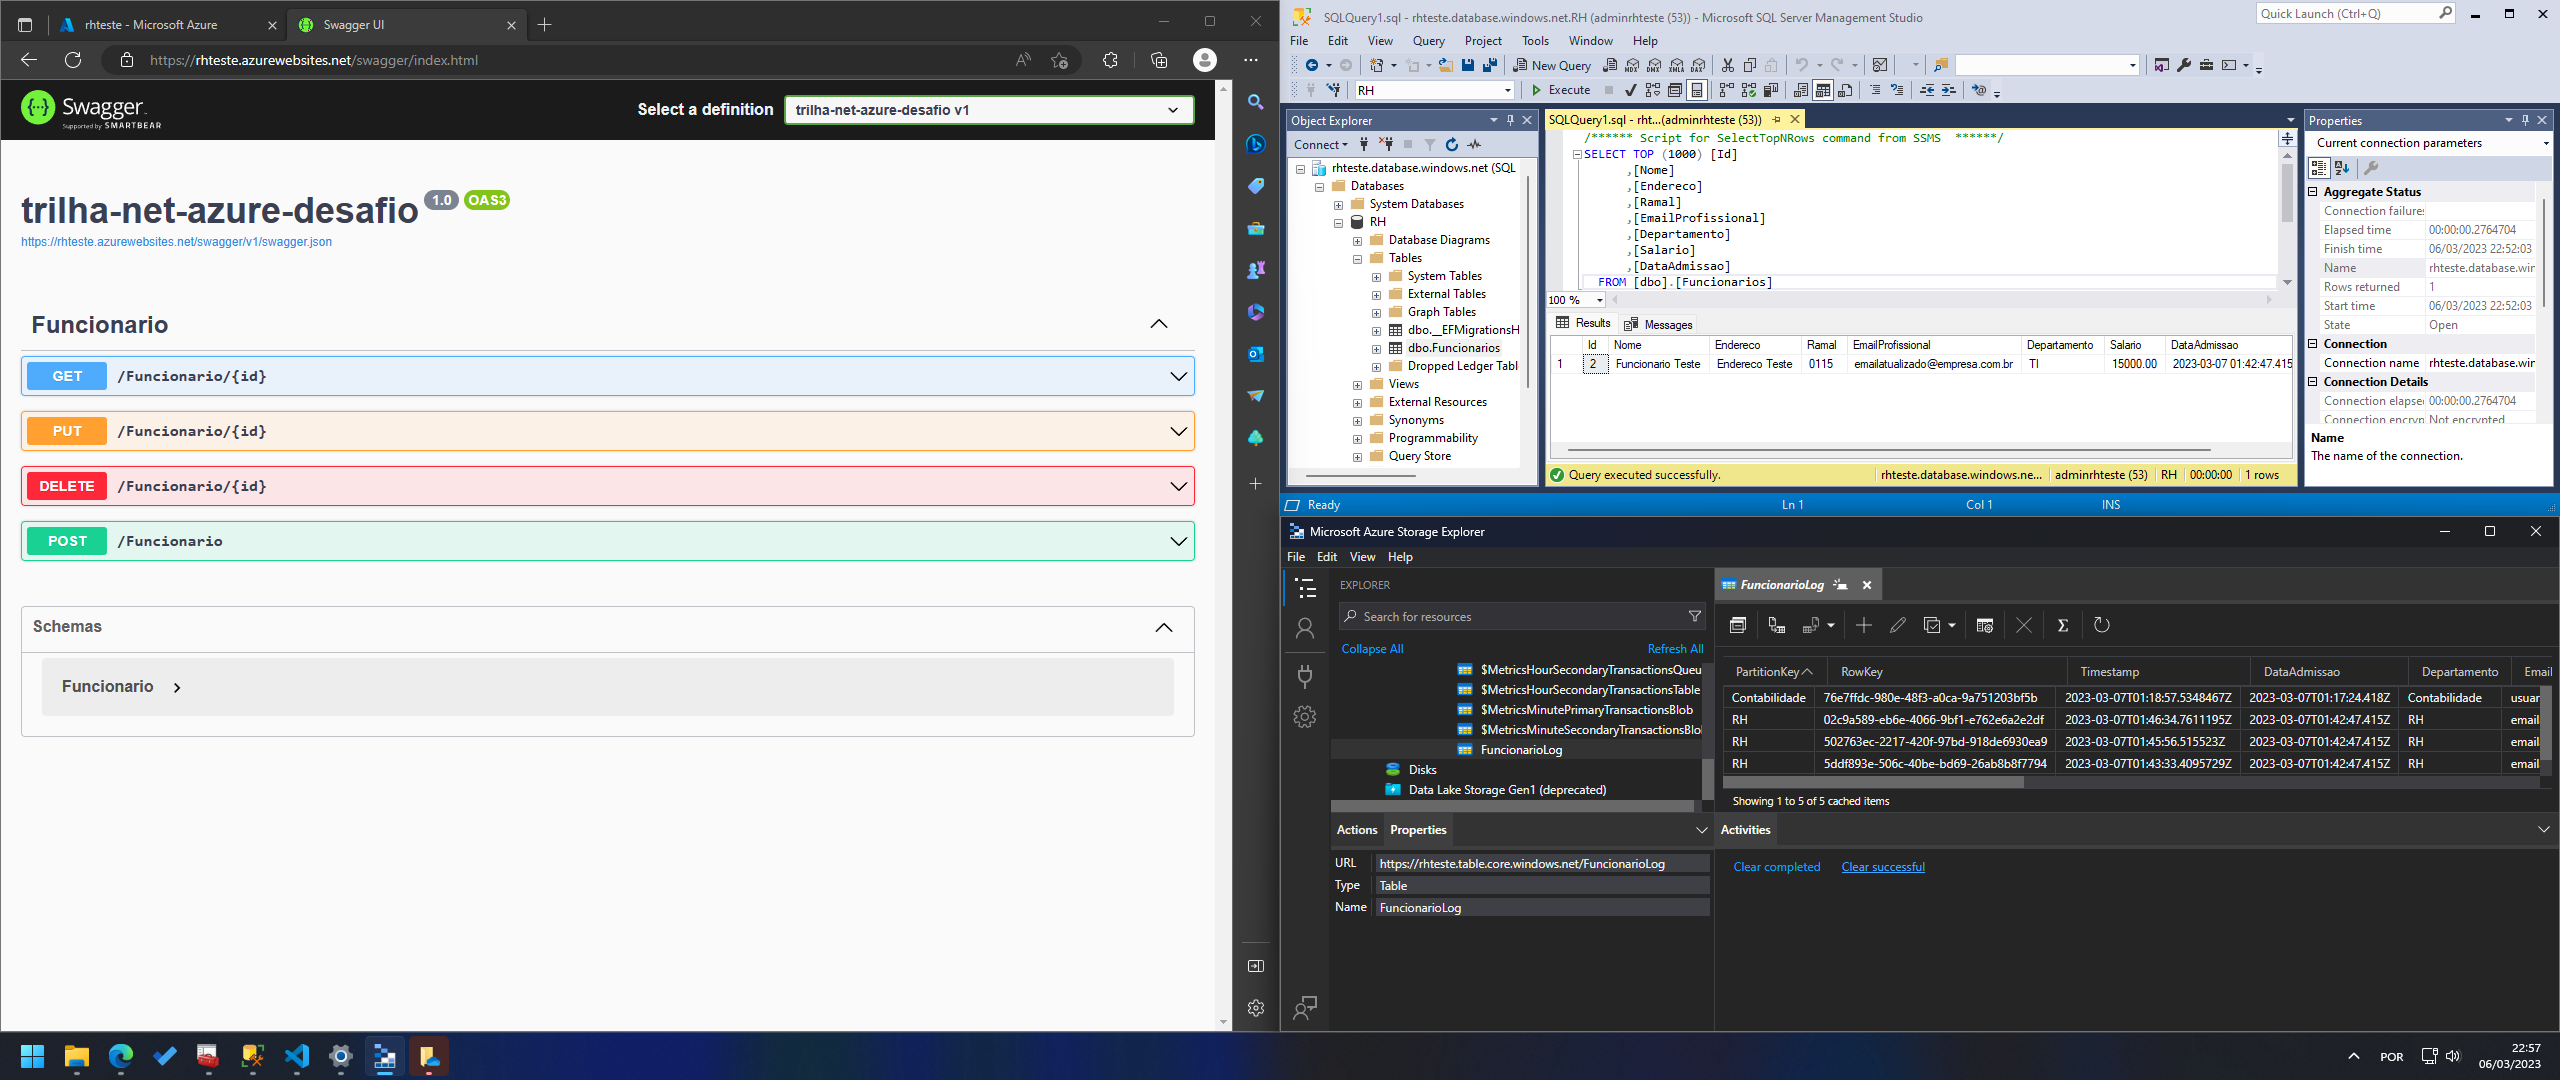 rhteste - Microsoft Azure
Swagger UI
https://rhteste.azurewebsites.net/swagger/index.html
Swagger
Supported by SMARTBEAR
Select a definition
trilha-net-azure-desafio v1
trilha-net-azure-desafio 1.0 OAS3
https://rhteste.azurewebsites.net/swagger/v1/swagger.json
Funcionario
GET /Funcionario/{id}
PUT /Funcionario/{id}
DELETE /Funcionario/{id}
POST /Funcionario
Schemas
Funcionario
SQLQuery1.sql - rhteste.database.windows.net.RH (adminrhteste (53)) - Microsoft SQL Server Management Studio
Quick Launch (Ctrl+Q)
File Edit View Query Project Tools Window Help
New Query
RH
Execute
Object Explorer
Connect
rhteste.database.windows.net (SQL
Databases
System Databases
RH
Database Diagrams
Tables
System Tables
External Tables
Graph Tables
dbo.__EFMigrationsH
dbo.Funcionarios
Dropped Ledger Tabl
Views
External Resources
Synonyms
Programmability
Query Store
SQLQuery1.sql - rht...(adminrhteste (53))
/****** Script for SelectTopNRows command from SSMS ******/
SELECT TOP (1000) [Id]
,[Nome]
,[Endereco]
,[Ramal]
,[EmailProfissional]
,[Departamento]
,[Salario]
,[DataAdmissao]
FROM [dbo].[Funcionarios]
100 %
Results Messages
Id Nome Endereco Ramal EmailProfissional Departamento Salario DataAdmissao
1 2 Funcionario Teste Endereco Teste 0115 emailatualizado@empresa.com.br TI 15000.00 2023-03-07 01:42:47.415
Query executed successfully.
rhteste.database.windows.ne... adminrhteste (53) RH 00:00:00 1 rows
Properties
Current connection parameters
Aggregate Status
Connection failures
Elapsed time 00:00:00.2764704
Finish time 06/03/2023 22:52:03
Name rhteste.database.win
Rows returned 1
Start time 06/03/2023 22:52:03
State Open
Connection
Connection name rhteste.database.win
Connection Details
Connection elapse 00:00:00.2764704
Connection encryp Not encrypted
Name
The name of the connection.
Ready
Ln 1 Col 1 INS
Microsoft Azure Storage Explorer
File Edit View Help
EXPLORER
Search for resources
Collapse All Refresh All
$MetricsHourSecondaryTransactionsQueu
$MetricsHourSecondaryTransactionsTable
$MetricsMinutePrimaryTransactionsBlob
$MetricsMinuteSecondaryTransactionsBlo
FuncionarioLog
Disks
Data Lake Storage Gen1 (deprecated)
Actions Properties
URL https://rhteste.table.core.windows.net/FuncionarioLog
Type Table
Name FuncionarioLog
FuncionarioLog
PartitionKey RowKey Timestamp DataAdmissao Departamento Email
Contabilidade 76e7ffdc-980e-48f3-a0ca-9a751203bf5b 2023-03-07T01:18:57.5348467Z 2023-03-07T01:17:24.418Z Contabilidade usuar
RH 02c9a589-eb6e-4066-9bf1-e762e6a2e2df 2023-03-07T01:46:34.7611195Z 2023-03-07T01:42:47.415Z RH email
RH 502763ec-2217-420f-97bd-918de6930ea9 2023-03-07T01:45:56.515523Z 2023-03-07T01:42:47.415Z RH email
RH 5ddf893e-506c-40be-bd69-26ab8b8f7794 2023-03-07T01:43:33.4095729Z 2023-03-07T01:42:47.415Z RH email
Showing 1 to 5 of 5 cached items
Activities
Clear completed Clear successful
POR
22:57
06/03/2023